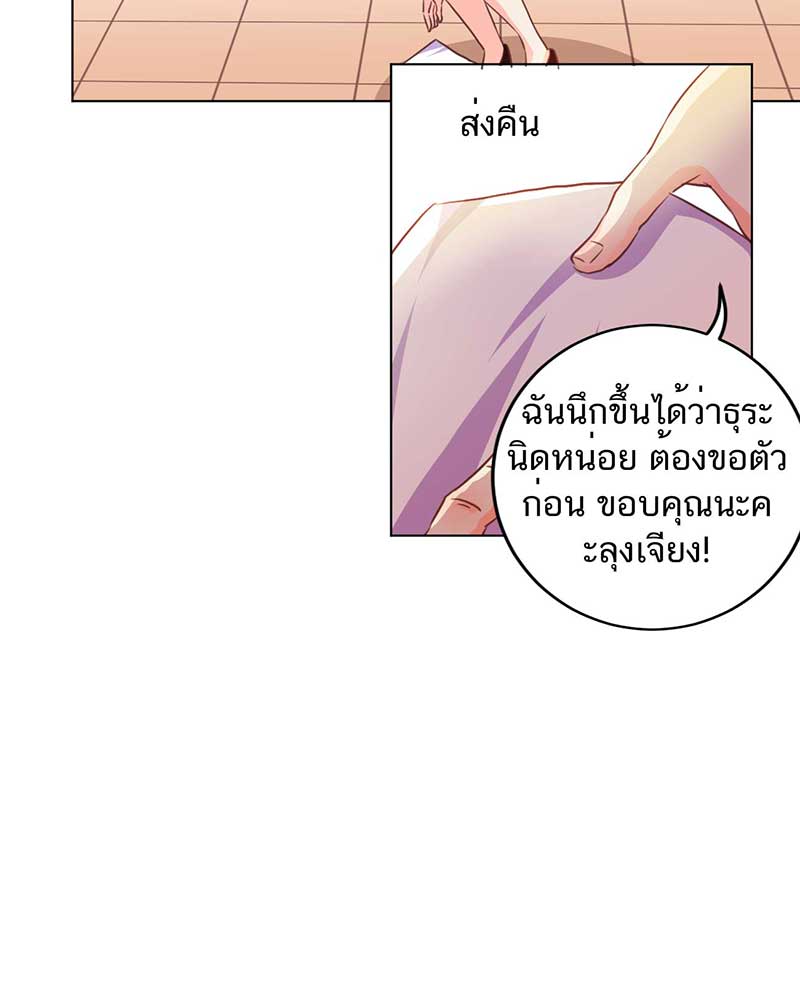 ส่งคืน
ฉันนึกขึ้นได้ว่าธุระ
นิดหน่อย ต้องขอตัว
ก่อน ขอบคุณนะค
ะลุงเจียง!